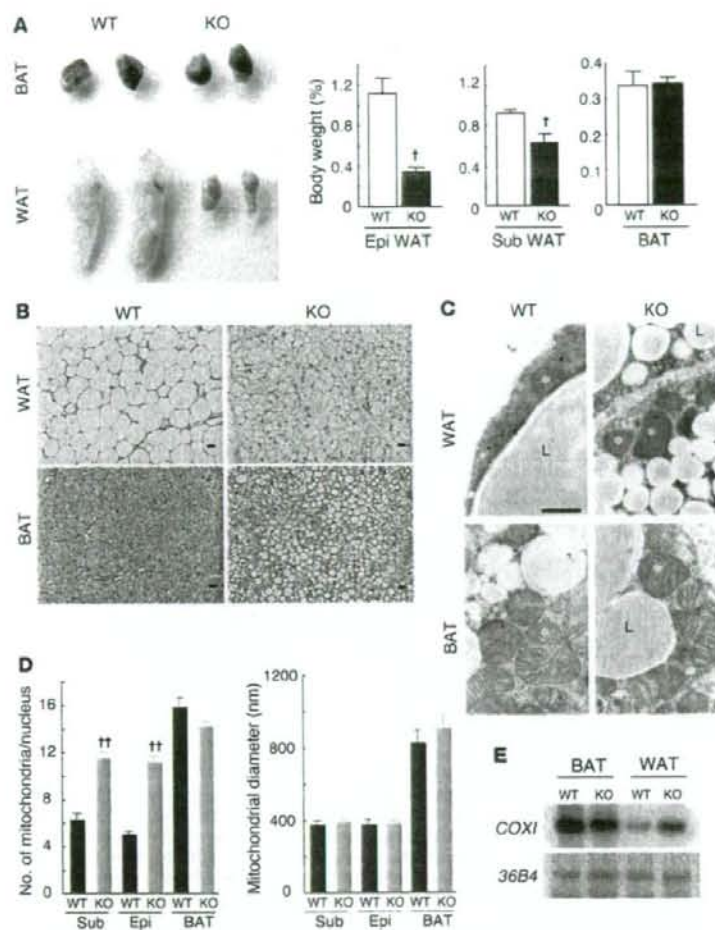 A
WT KO
BAT
WAT
Body weight (%)
1.2
0.8
0.4
0
†
WT KO
Epi WAT
1.2
0.8
0.4
0
†
WT KO
Sub WAT
0.4
0.3
0.2
0.1
0
WT KO
BAT
B
WT KO
WAT
BAT
C
WT KO
WAT
L
L
BAT
L
D
No. of mitochondria/nucleus
16
12
8
4
0
†† ††
WT KO WT KO WT KO
Sub Epi BAT
Mitochondrial diameter (nm)
1200
800
400
0
WT KO WT KO WT KO
Sub Epi BAT
E
BAT WAT
WT KO WT KO
COXI
36B4